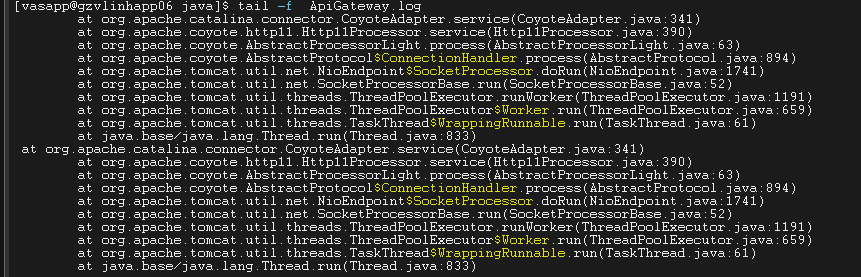 [vasapp@gzvlinhapp06 java]$ tail -f  ApiGateway.log
at org.apache.catalina.connector.CoyoteAdapter.service(CoyoteAdapter.java:341)
at org.apache.coyote.http11.Http11Processor.service(Http11Processor.java:390)
at org.apache.coyote.AbstractProcessorLight.process(AbstractProcessorLight.java:63)
at org.apache.coyote.AbstractProtocol$ConnectionHandler.process(AbstractProtocol.java:894)
at org.apache.tomcat.util.net.NioEndpoint$SocketProcessor.doRun(NioEndpoint.java:1741)
at org.apache.tomcat.util.net.SocketProcessorBase.run(SocketProcessorBase.java:52)
at org.apache.tomcat.util.threads.ThreadPoolExecutor.runWorker(ThreadPoolExecutor.java:1191)
at org.apache.tomcat.util.threads.ThreadPoolExecutor$Worker.run(ThreadPoolExecutor.java:659)
at org.apache.tomcat.util.threads.TaskThread$WrappingRunnable.run(TaskThread.java:61)
at java.base/java.lang.Thread.run(Thread.java:833)
at org.apache.catalina.connector.CoyoteAdapter.service(CoyoteAdapter.java:341)
at org.apache.coyote.http11.Http11Processor.service(Http11Processor.java:390)
at org.apache.coyote.AbstractProcessorLight.process(AbstractProcessorLight.java:63)
at org.apache.coyote.AbstractProtocol$ConnectionHandler.process(AbstractProtocol.java:894)
at org.apache.tomcat.util.net.NioEndpoint$SocketProcessor.doRun(NioEndpoint.java:1741)
at org.apache.tomcat.util.net.SocketProcessorBase.run(SocketProcessorBase.java:52)
at org.apache.tomcat.util.threads.ThreadPoolExecutor.runWorker(ThreadPoolExecutor.java:1191)
at org.apache.tomcat.util.threads.ThreadPoolExecutor$Worker.run(ThreadPoolExecutor.java:659)
at org.apache.tomcat.util.threads.TaskThread$WrappingRunnable.run(TaskThread.java:61)
at java.base/java.lang.Thread.run(Thread.java:833)